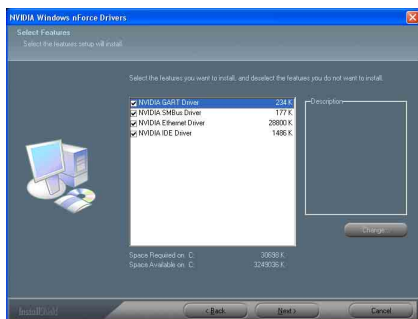 NVIDIA Windows nForce Drivers
Select Features
Select the features setup will install.
Select the features you want to install, and deselect the features you do not want to install.
NVIDIA GART Driver 234 K
NVIDIA SMBus Driver 177 K
NVIDIA Ethernet Driver 28800 K
NVIDIA IDE Driver 1486 K
Description
Change...
Space Required on C: 30698 K
Space Available on C: 3249036 K
InstallShield
< Back
Next >
Cancel